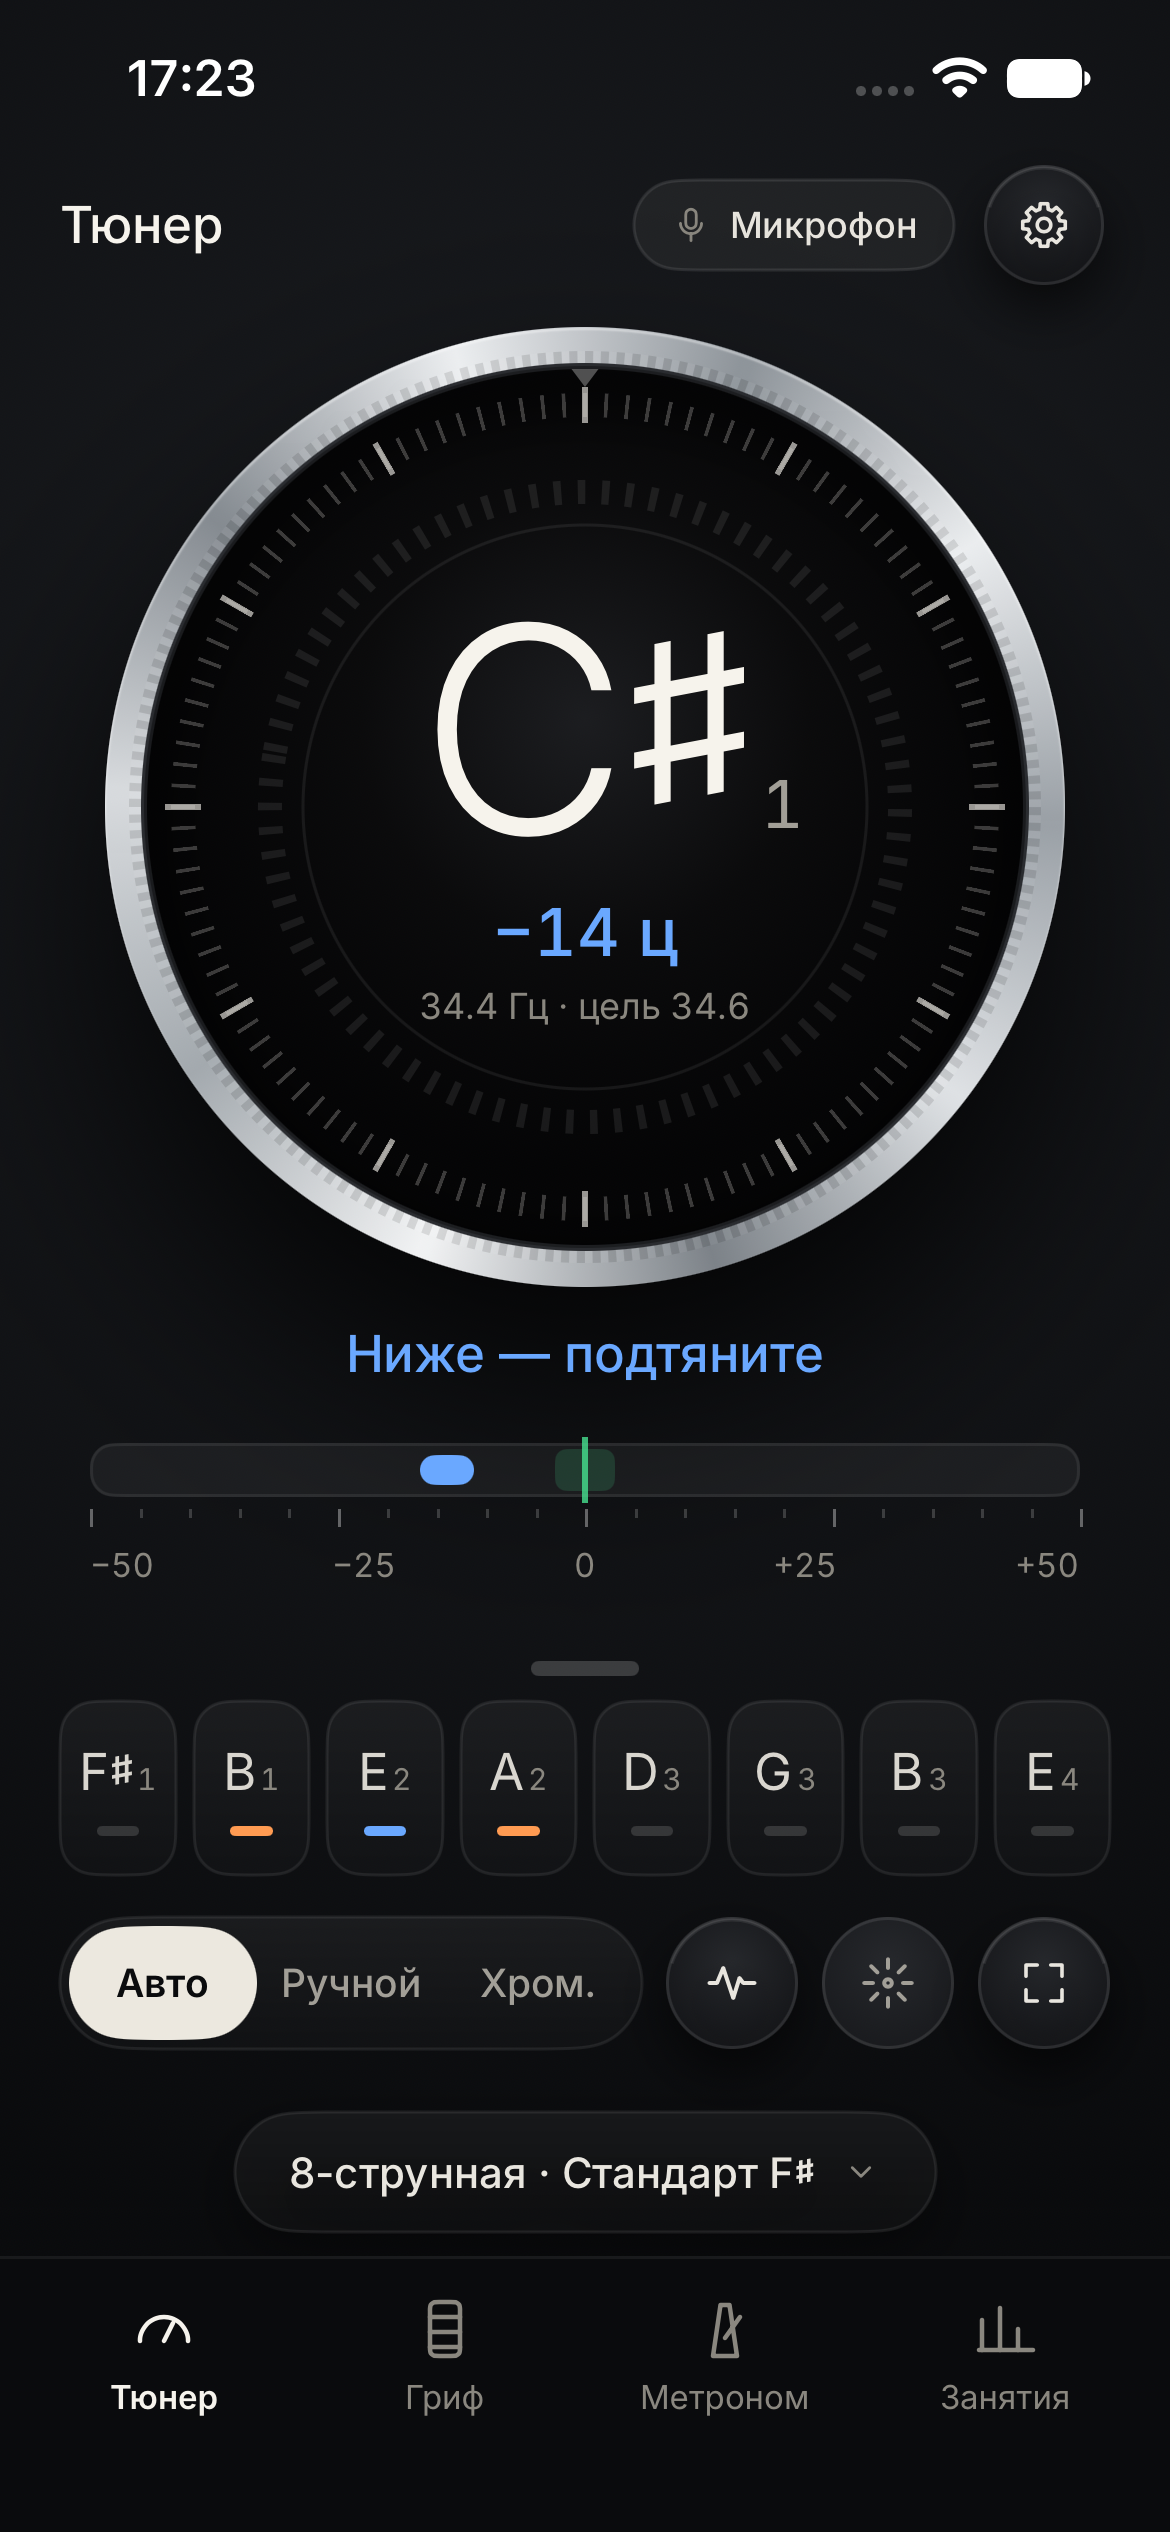 17:23
Тюнер
Микрофон
C♯1
−14 ц
34.4 Гц · цель 34.6
Ниже — подтяните
−50 −25 0 +25 +50
F♯1 B1 E2 A2 D3 G3 B3 E4
Авто Ручной Хром.
8-струнная · Стандарт F♯
Тюнер Гриф Метроном Занятия